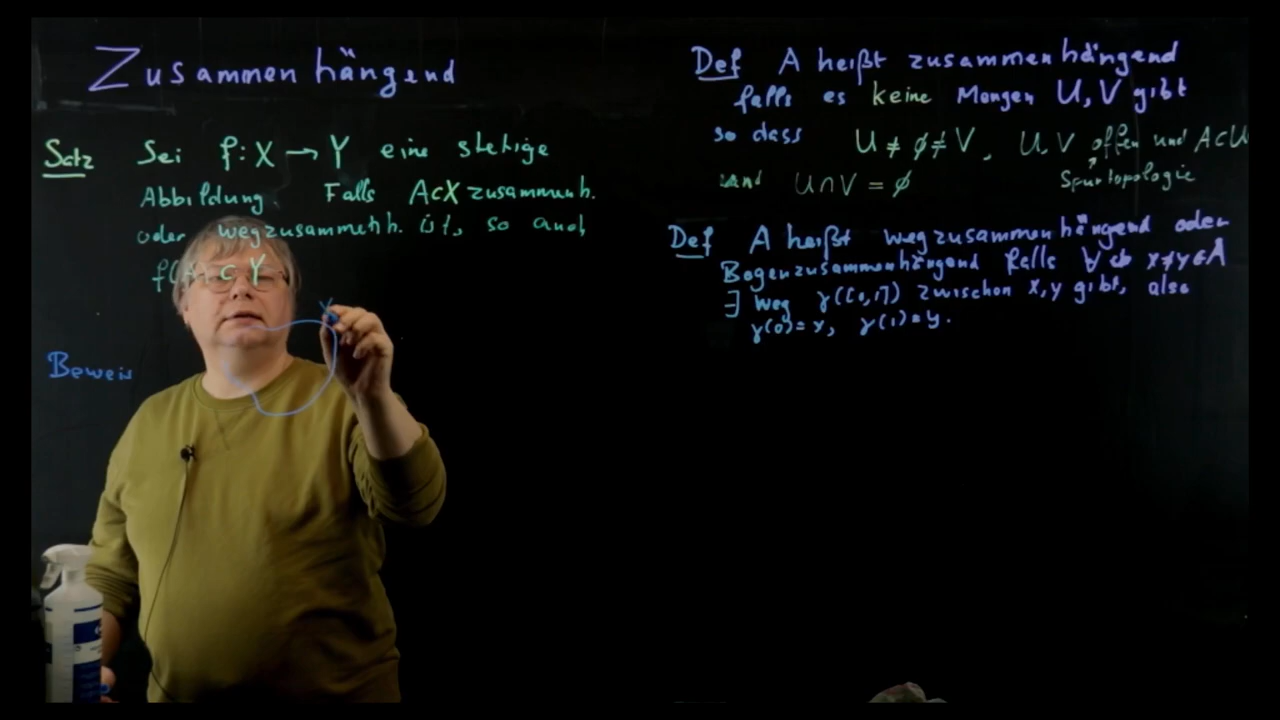 Zusammenhängend
Satz Sei f: X → Y eine stetige
Abbildung. Falls A⊂X zusammenh.
oder wegzusammenh. ist, so auch
f(A) ⊂ Y
Beweis
X
Def A heißt zusammenhängend
falls es keine Mengen U, V gibt
so dass U ≠ ∅ ≠ V, U, V offen und A⊂U
Spurtopologie
und U∩V = ∅
Def A heißt wegzusammenhängend oder
Bogenzusammenhängend falls ∀ x≠y∈A
∃ Weg γ([0,1]) zwischen x,y gibt, also
γ(0)=x, γ(1)=y.